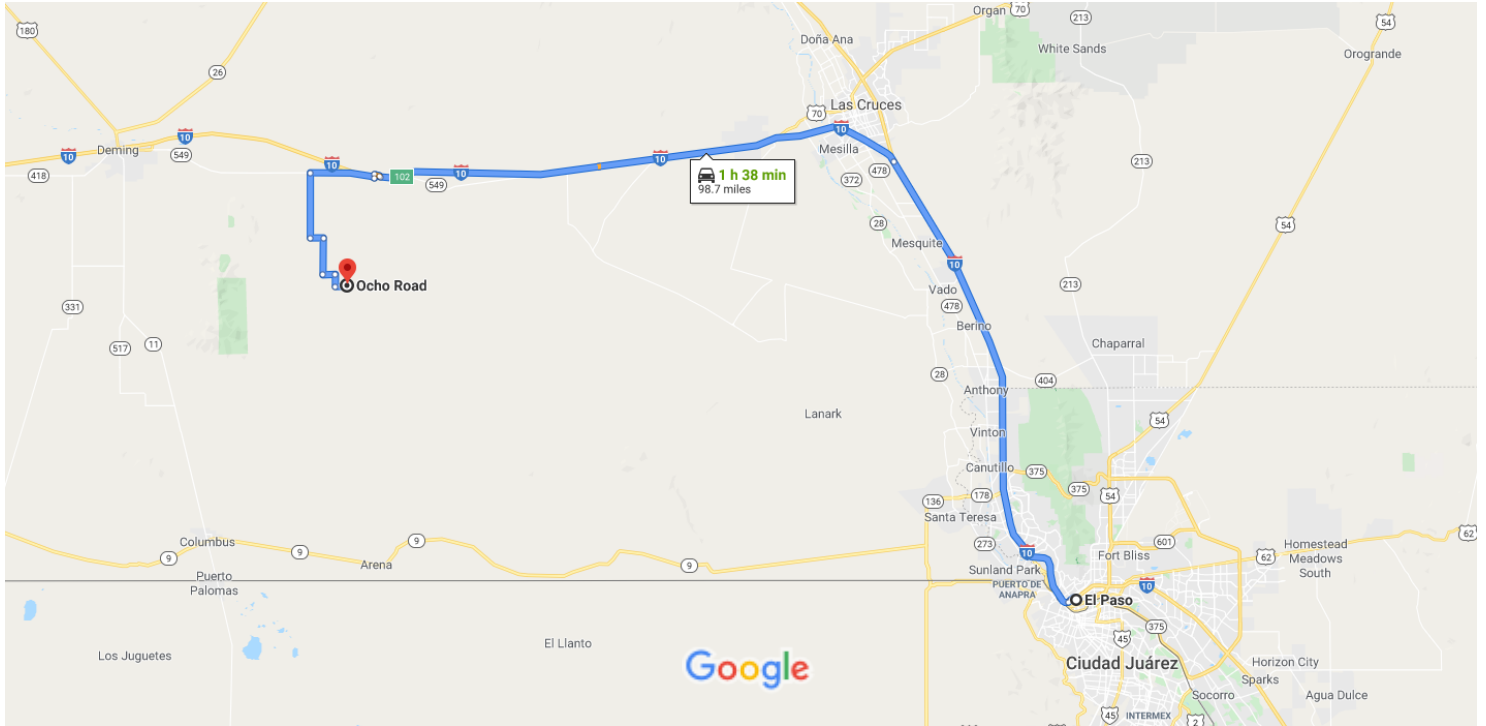 180
26
Deming
10
549
10
418
331
517
11
10
102
549
10
10
1 h 38 min
98.7 miles
Ocho Road
Doña Ana
Organ
70
213
White Sands
54
Orogrande
Las Cruces
70
10
Mesilla
478
372
28
213
Mesquite
54
10
213
Vado
478
Berino
Chaparral
28
404
Anthony
Lanark
Vinton
54
Canutillo
375
375
54
136
178
Santa Teresa
273
10
601
Fort Bliss
62
Homestead
Meadows
South
62
Sunland Park
PUERTO DE
ANAPRA
10
El Paso
Columbus
9
9
9
Arena
9
Puerto
Palomas
El Llanto
Los Juguetes
Google
375
45
Ciudad Juárez
Horizon City
Sparks
Socorro
Agua Dulce
45
INTERMEX
2